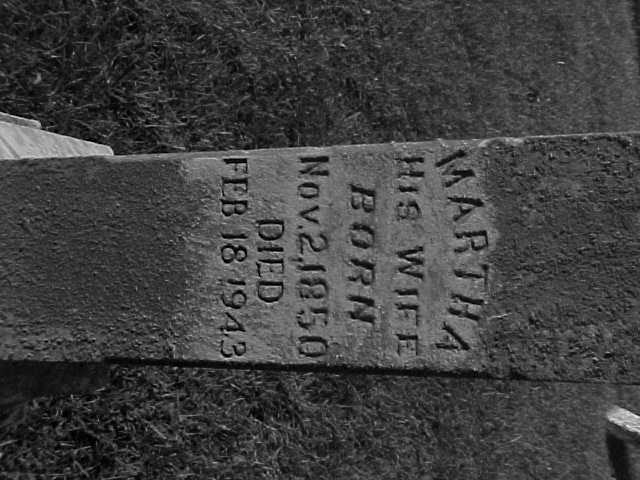 MARTHA
HIS WIFE
BORN
Nov. 2, 1850
DIED
FEB 18 1943